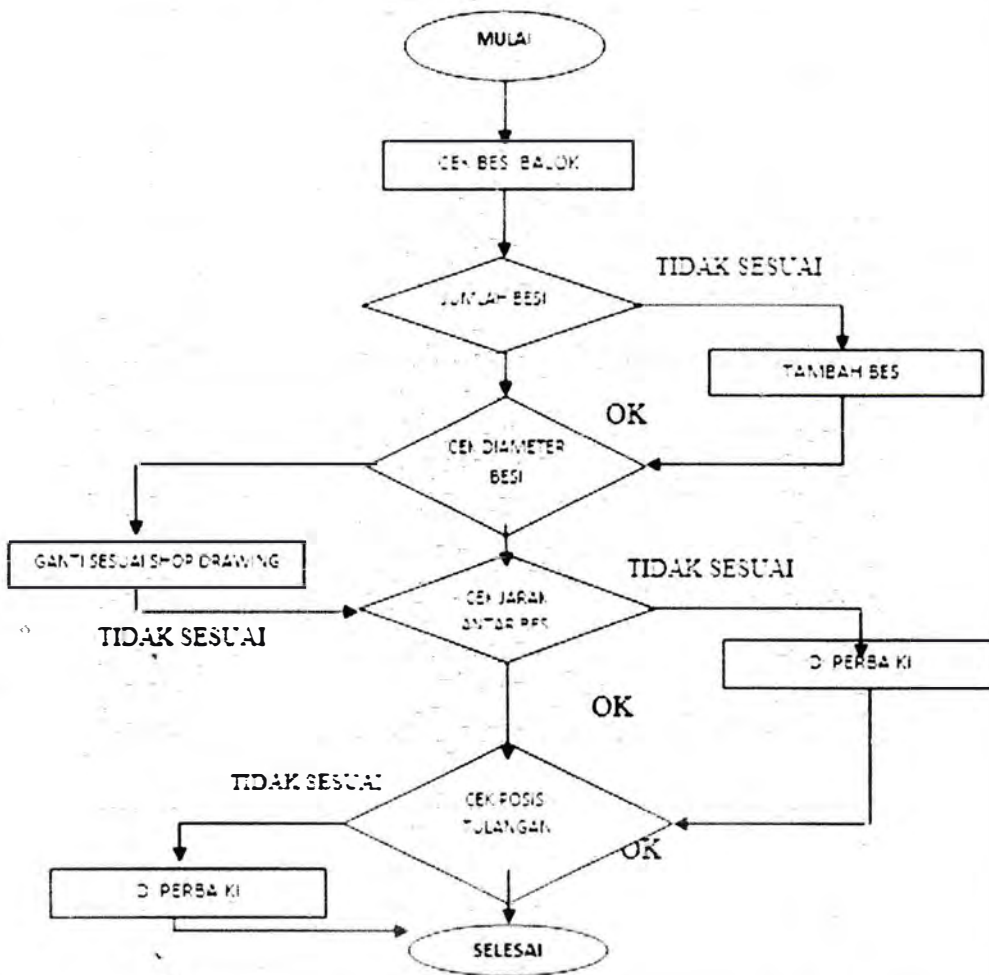 MULAI
CEK BESI BALOK
TIDAK SESUAI
JUMLAH BESI
TAMBAH BESI
OK
CEK DIAMETER
BESI
GANTI SESUAI SHOP DRAWING
TIDAK SESUAI
CEK JARAK
ANTAR BESI
TIDAK SESUAI
DI PERBAIKI
OK
TIDAK SESUAI
CEK POSISI
TULANGAN
OK
DI PERBAIKI
SELESAI